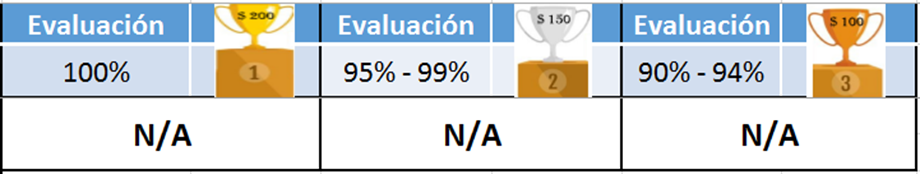 Evaluación $ 200 Evaluación $ 150 Evaluación $ 100
100% 1 95% - 99% 2 90% - 94% 3
N/A N/A N/A